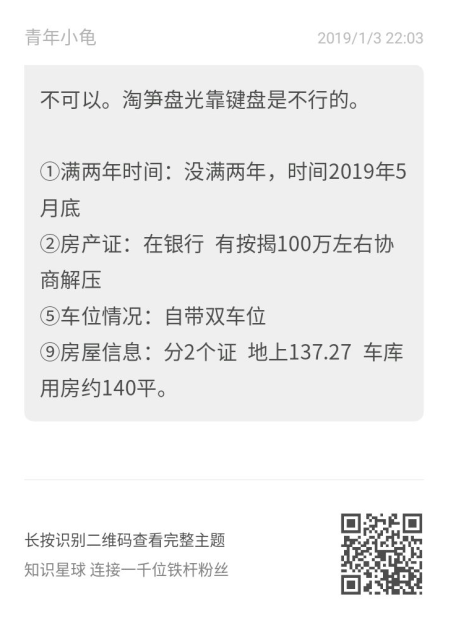 青年小龟 2019/1/3 22:03
不可以。淘笋盘光靠键盘是不行的。
①满两年时间：没满两年，时间2019年5
月底
②房产证：在银行 有按揭100万左右协
商解压
⑤车位情况：自带双车位
⑨房屋信息：分2个证 地上137.27 车库
用房约140平。
长按识别二维码查看完整主题
知识星球 连接一千位铁杆粉丝